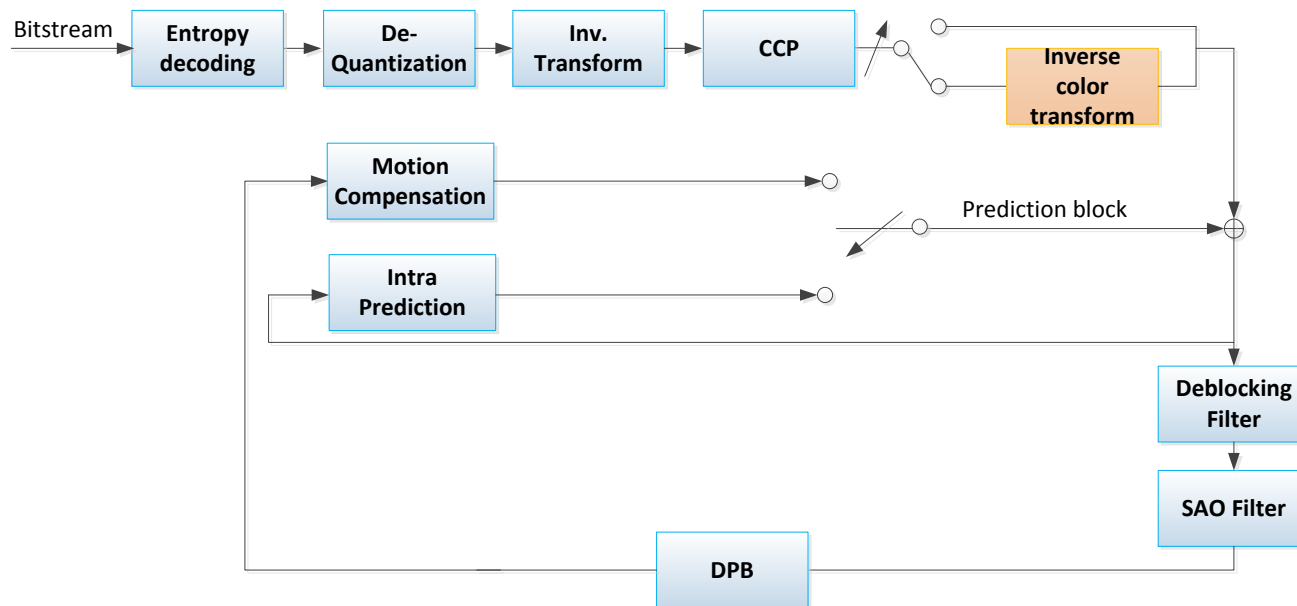 Bitstream
Entropy
decoding
De-
Quantization
Inv.
Transform
CCP
Inverse
color
transform
Motion
Compensation
Prediction block
Intra
Prediction
Deblocking
Filter
SAO Filter
DPB